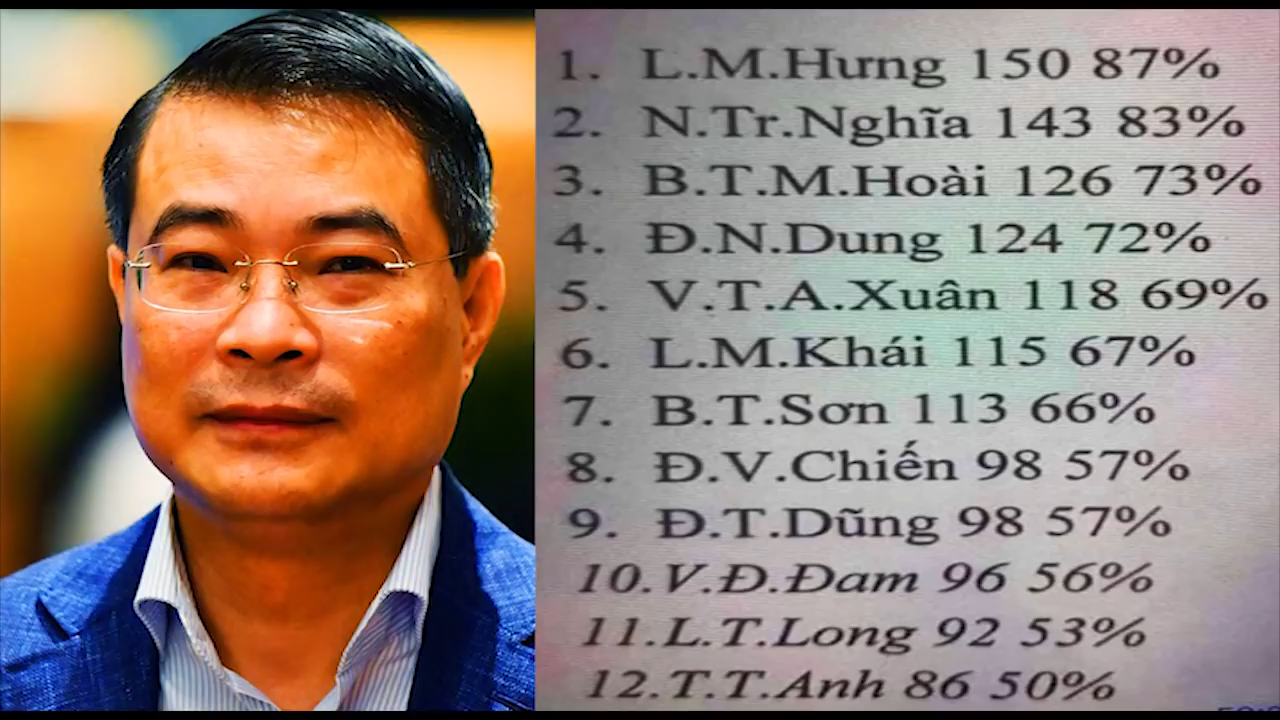 1. L.M.Hưng 150 87%
2. N.Tr.Nghĩa 143 83%
3. B.T.M.Hoài 126 73%
4. Đ.N.Dung 124 72%
5. V.T.A.Xuân 118 69%
6. L.M.Khái 115 67%
7. B.T.Sơn 113 66%
8. Đ.V.Chiến 98 57%
9. Đ.T.Dũng 98 57%
10.V.Đ.Đam 96 56%
11.L.T.Long 92 53%
12.T.T.Anh 86 50%